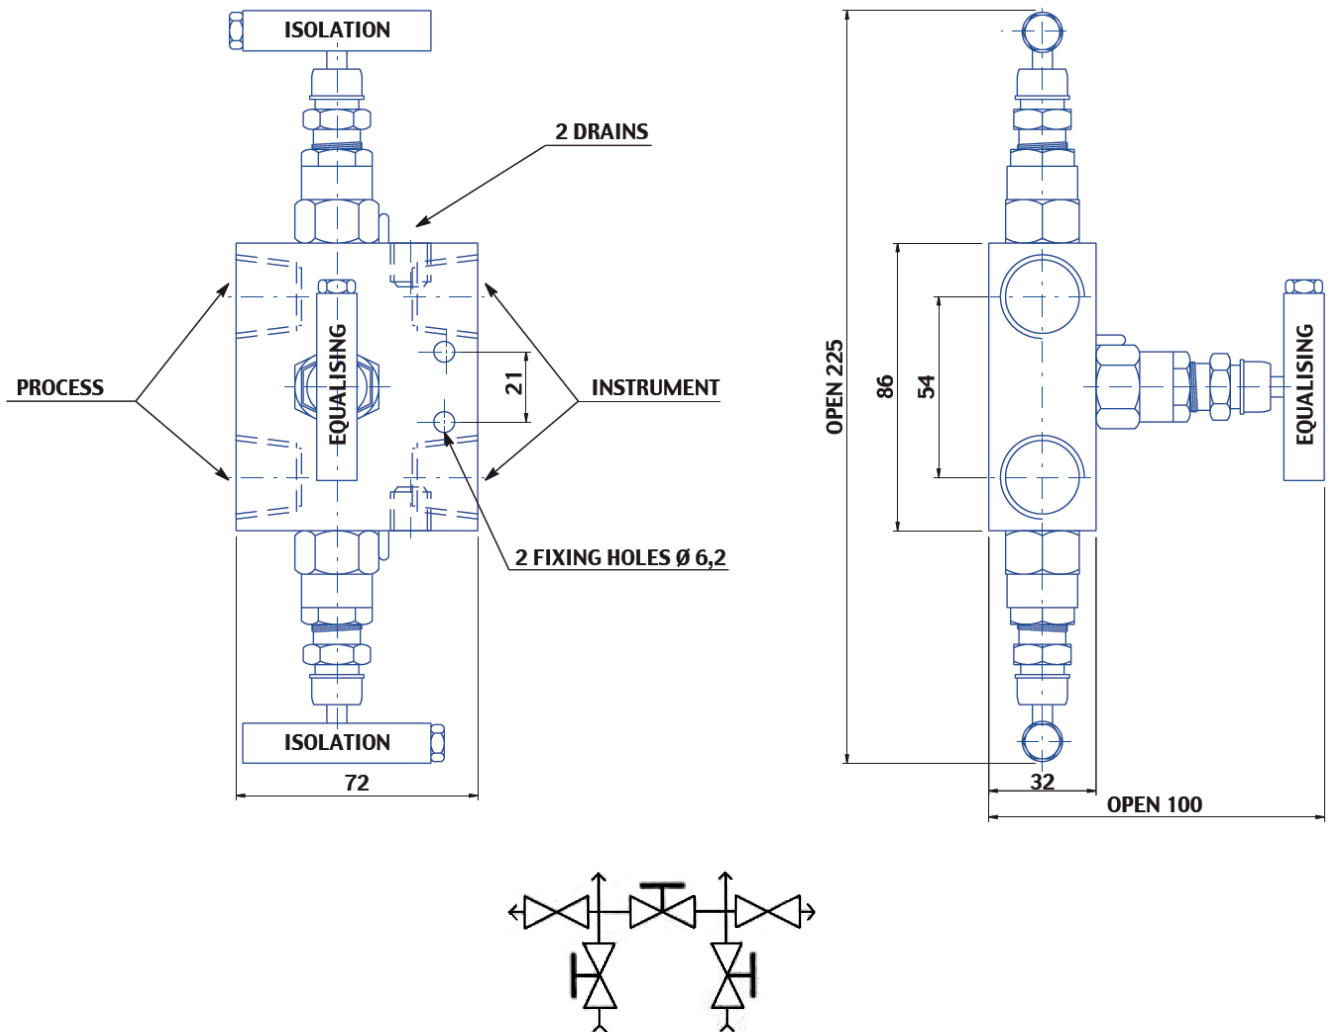 ISOLATION
2 DRAINS
EQUALISING
PROCESS
21
INSTRUMENT
2 FIXING HOLES Ø 6,2
ISOLATION
72
OPEN 225
86
54
EQUALISING
32
OPEN 100